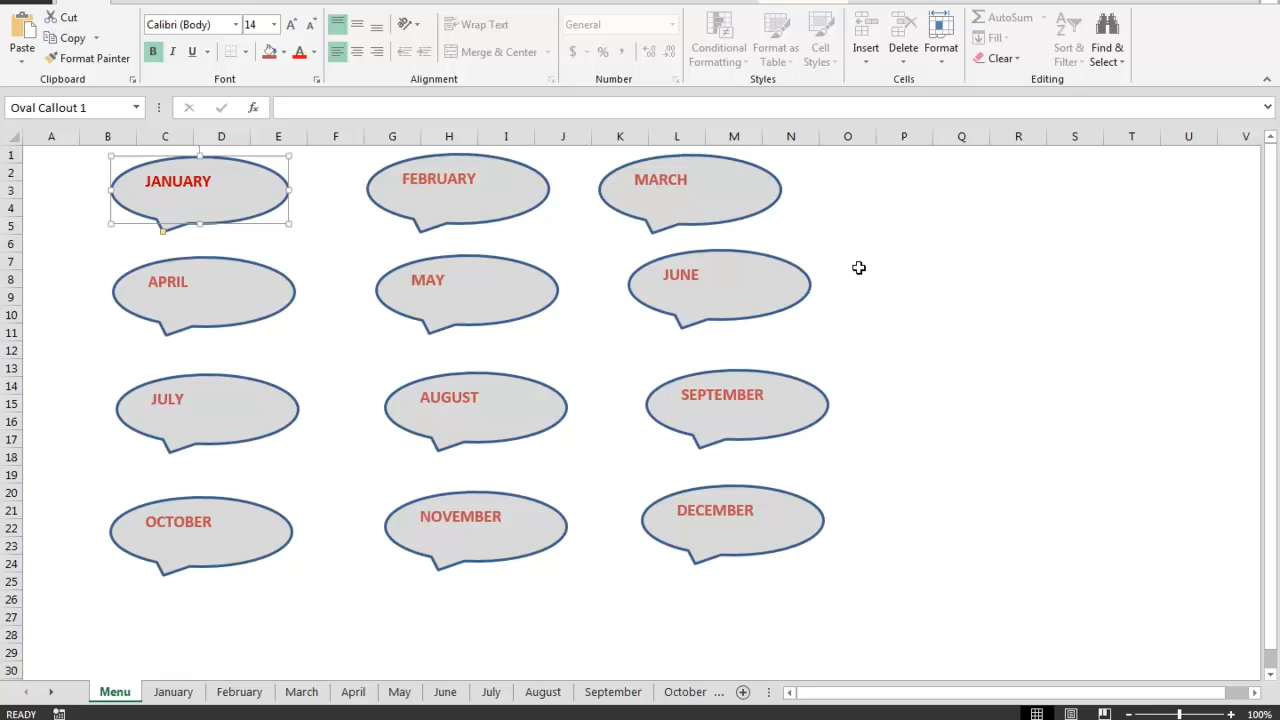 Cut
Copy
Paste
Format Painter
Clipboard
Calibri (Body)
14
A A
B I U A
Font
Wrap Text
Merge & Center
Alignment
General
$ % ,
Number
Conditional Formatting
Format as Table
Cell Styles
Styles
Insert
Delete
Format
Cells
AutoSum
Fill
Clear
Sort & Filter
Find & Select
Editing
Oval Callout 1
fx
A B C D E F G H I J K L M N O P Q R S T U V
1
2
3
4
5
6
7
8
9
10
11
12
13
14
15
16
17
18
19
20
21
22
23
24
25
26
27
28
29
30
JANUARY FEBRUARY MARCH
APRIL MAY JUNE
JULY AUGUST SEPTEMBER
OCTOBER NOVEMBER DECEMBER
Menu January February March April May June July August September October ...
READY
100%